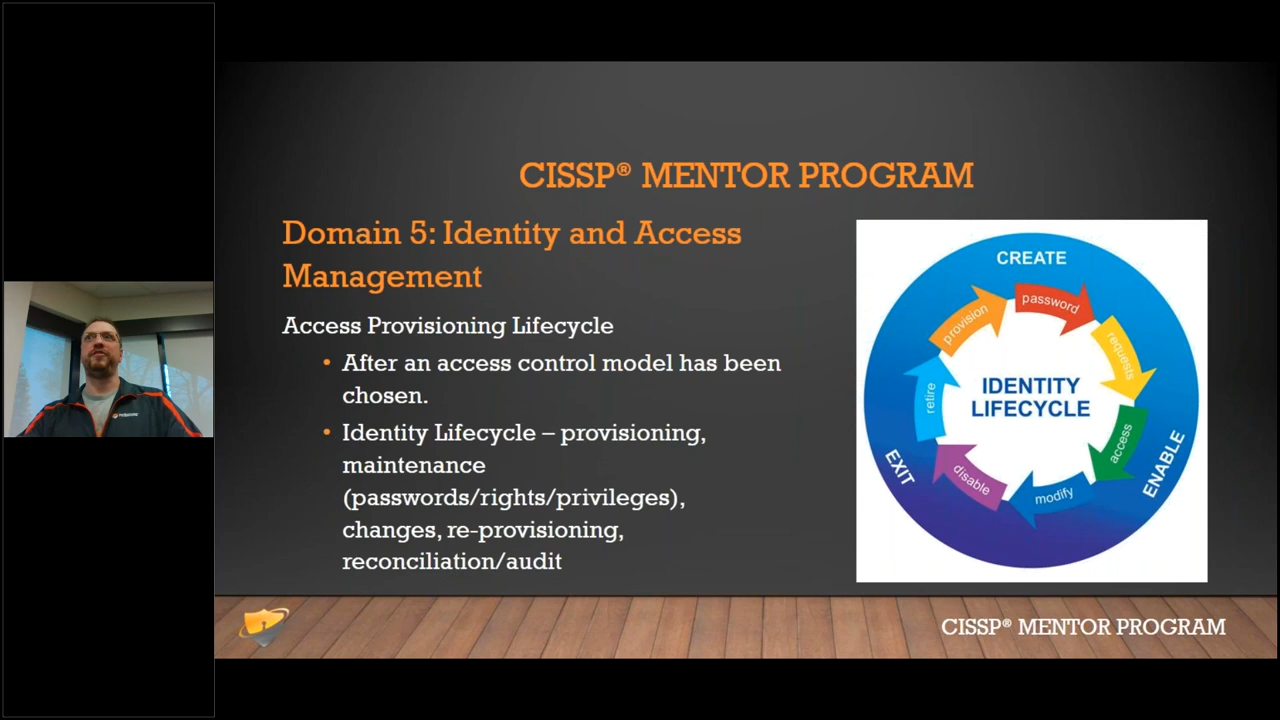 CISSP® MENTOR PROGRAM
Domain 5: Identity and Access
Management
Access Provisioning Lifecycle
• After an access control model has been
chosen.
• Identity Lifecycle – provisioning,
maintenance
(passwords/rights/privileges),
changes, re-provisioning,
reconciliation/audit
CREATE
provision
password
requests
IDENTITY
LIFECYCLE
retire
access
EXIT
ENABLE
disable
modify
CISSP® MENTOR PROGRAM